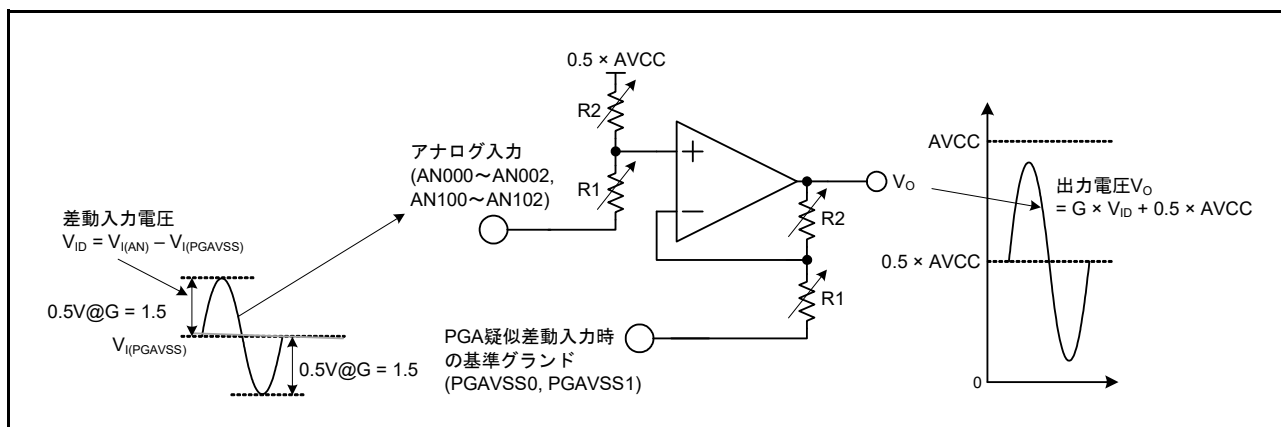 0.5 × AVCC
R2
アナログ入力
(AN000～AN002,
AN100～AN102)
R1
差動入力電圧
VID = VI(AN) – VI(PGAVSS)
0.5V@G = 1.5
VI(PGAVSS)
0.5V@G = 1.5
+
−
VO
R2
R1
PGA疑似差動入力時
の基準グランド
(PGAVSS0, PGAVSS1)
AVCC
出力電圧VO
= G × VID + 0.5 × AVCC
0.5 × AVCC
0